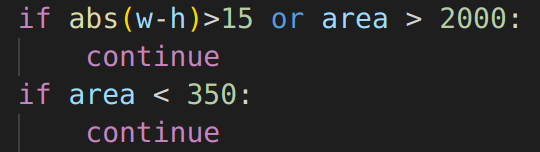 if abs(w-h)>15 or area > 2000:
    continue
if area < 350:
    continue